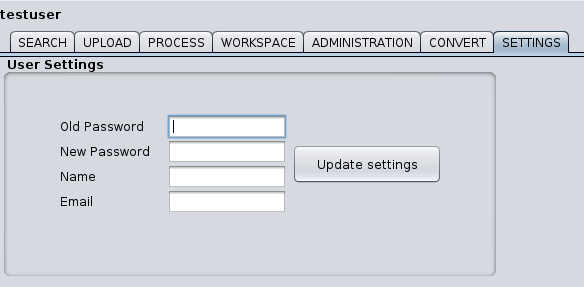 testuser
SEARCH UPLOAD PROCESS WORKSPACE ADMINISTRATION CONVERT SETTINGS
User Settings
Old Password
New Password
Update settings
Name
Email